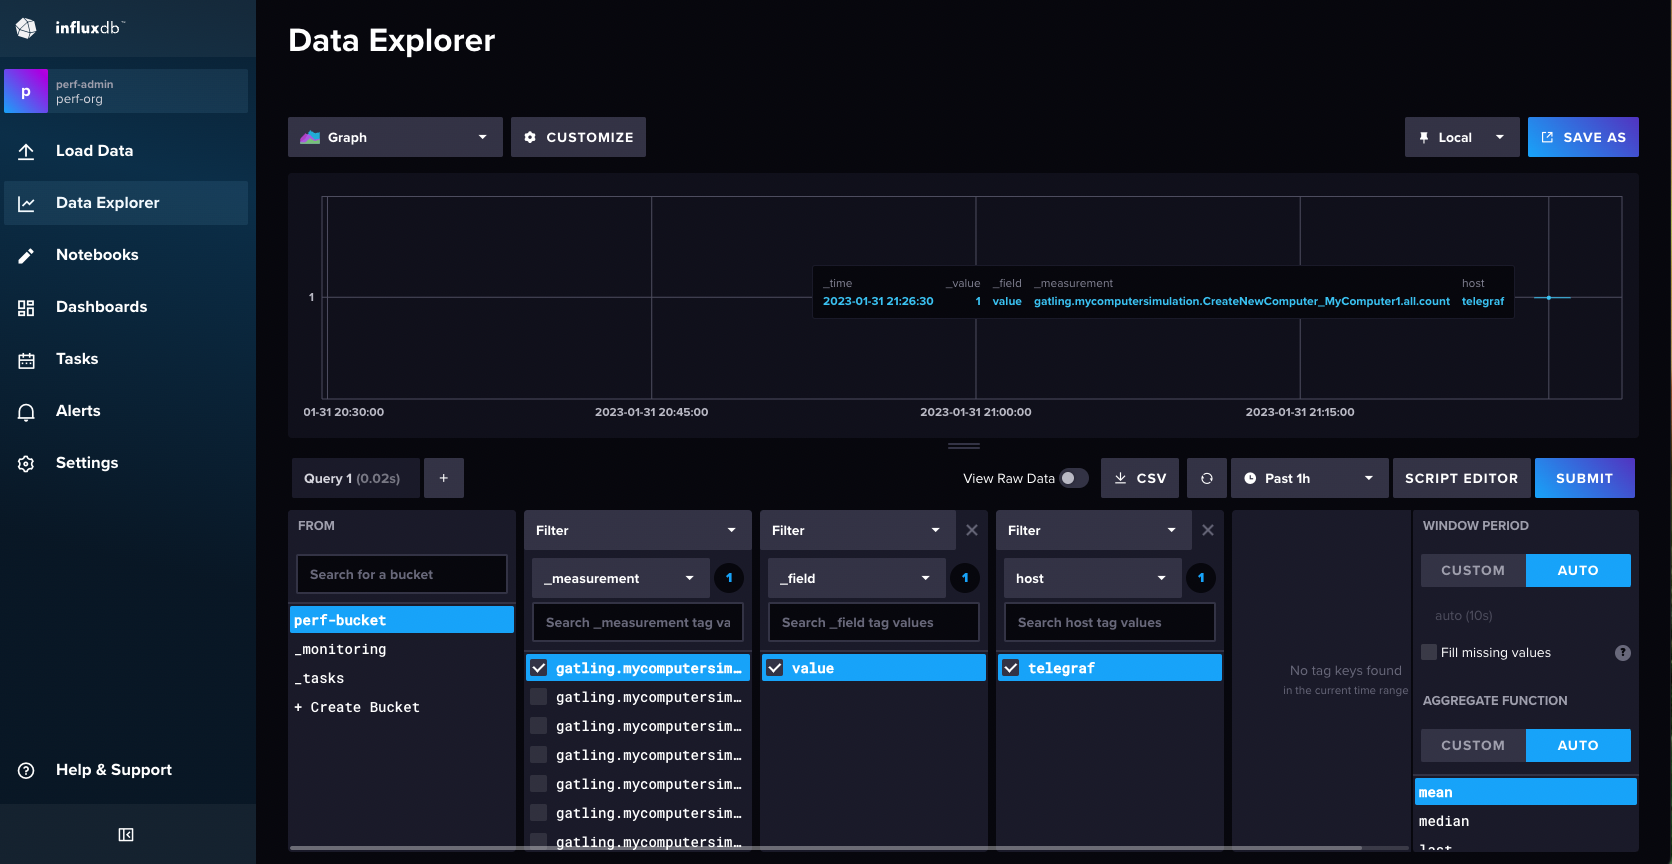 influxdb™
p
perf-admin
perf-org
Load Data
Data Explorer
Notebooks
Dashboards
Tasks
Alerts
Settings
Help & Support
Data Explorer
Graph
CUSTOMIZE
Local
SAVE AS
1
_time _value _field _measurement host
2023-01-31 21:26:30 1 value gatling.mycomputersimulation.CreateNewComputer_MyComputer1.all.count telegraf
01-31 20:30:00 2023-01-31 20:45:00 2023-01-31 21:00:00 2023-01-31 21:15:00
Query 1 (0.02s)
+
View Raw Data
CSV
Past 1h
SCRIPT EDITOR
SUBMIT
FROM
Search for a bucket
perf-bucket
_monitoring
_tasks
+ Create Bucket
Filter
_measurement 1
Search _measurement tag va
gatling.mycomputersim…
gatling.mycomputersim…
gatling.mycomputersim…
gatling.mycomputersim…
gatling.mycomputersim…
gatling.mycomputersim…
gatling.mycomputersim…
Filter
_field 1
Search _field tag values
value
Filter
host 1
Search host tag values
telegraf
No tag keys found
in the current time range
WINDOW PERIOD
CUSTOM AUTO
auto (10s)
Fill missing values ?
AGGREGATE FUNCTION
CUSTOM AUTO
mean
median
last